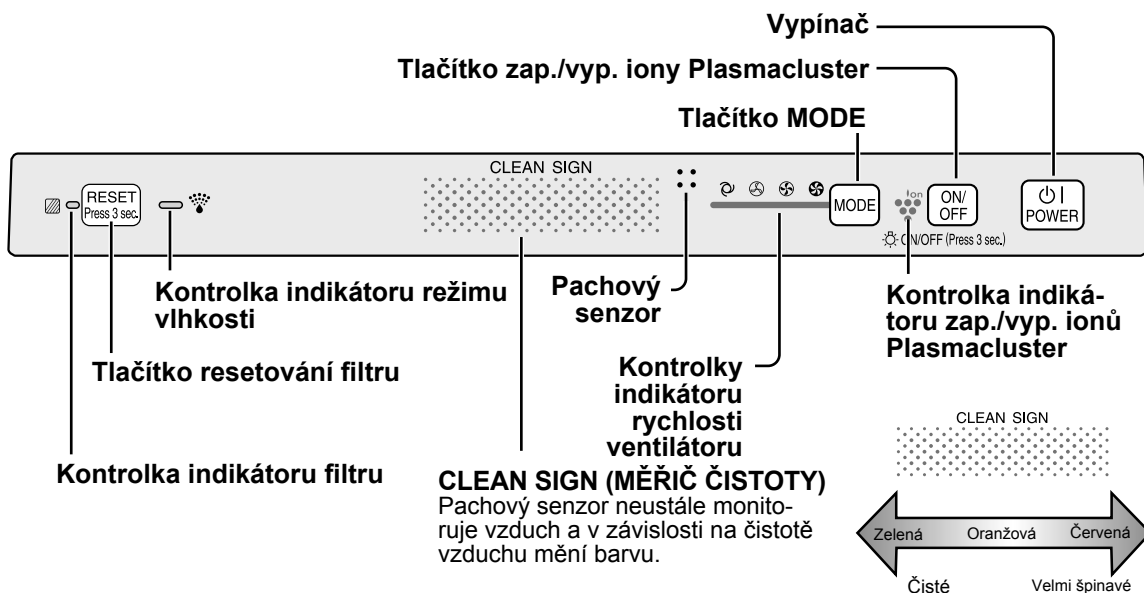 Vypínač
Tlačítko zap./vyp. iony Plasmacluster
Tlačítko MODE
CLEAN SIGN
RESET
Press 3 sec.
MODE
Ion
ON/
OFF
POWER
ON/OFF (Press 3 sec.)
Kontrolka indikátoru režimu
vlhkosti
Tlačítko resetování filtru
Kontrolka indikátoru filtru
Pachový
senzor
Kontrolky
indikátoru
rychlosti
ventilátoru
Kontrolka indiká-
toru zap./vyp. ionů
Plasmacluster
CLEAN SIGN (MĚŘIČ ČISTOTY)
Pachový senzor neustále monito-
ruje vzduch a v závislosti na čistotě
vzduchu mění barvu.
CLEAN SIGN
Zelená Oranžová Červená
Čisté Velmi špinavé